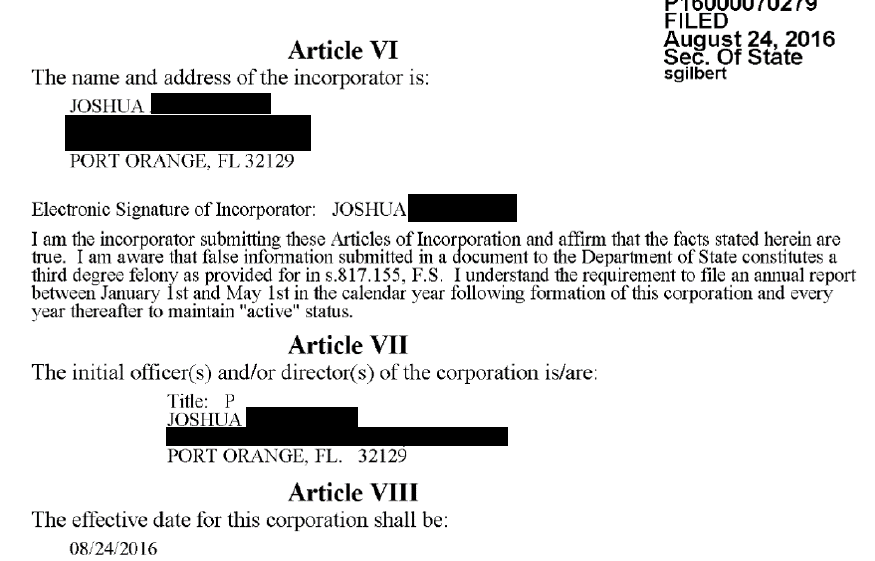 P16000070279
FILED
August 24, 2016
Sec. Of State
sgilbert
Article VI
The name and address of the incorporator is:
JOSHUA
PORT ORANGE, FL 32129
Electronic Signature of Incorporator: JOSHUA
I am the incorporator submitting these Articles of Incorporation and affirm that the facts stated herein are
true. I am aware that false information submitted in a document to the Department of State constitutes a
third degree felony as provided for in s.817.155, F.S. I understand the requirement to file an annual report
between January 1st and May 1st in the calendar year following formation of this corporation and every
year thereafter to maintain "active" status.
Article VII
The initial officer(s) and/or director(s) of the corporation is/are:
Title: P
JOSHUA
PORT ORANGE, FL. 32129
Article VIII
The effective date for this corporation shall be:
08/24/2016